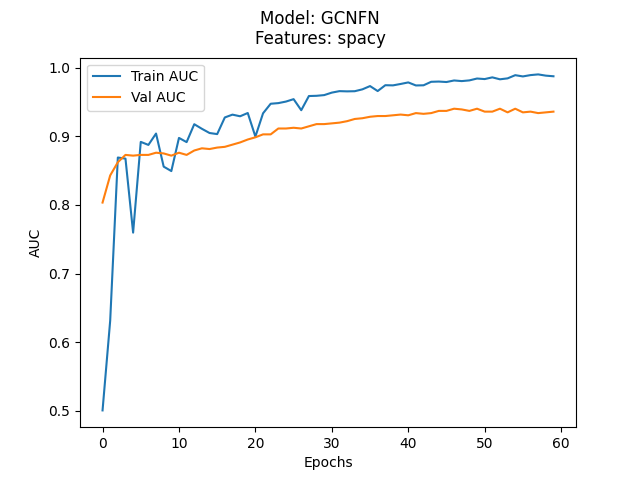 Model: GCNFN
Features: spacy
Train AUC
Val AUC
1.0
0.9
0.8
0.7
0.6
0.5
AUC
0
10
20
30
40
50
60
Epochs